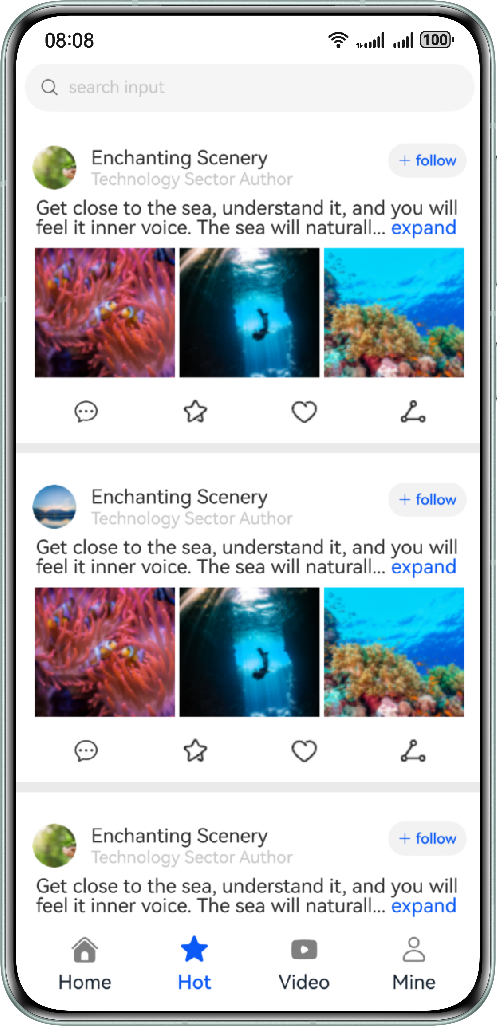 08:08
100
search input
Enchanting Scenery
+ follow
Technology Sector Author
Get close to the sea, understand it, and you will
feel it inner voice. The sea will naturall... expand
Enchanting Scenery
+ follow
Technology Sector Author
Get close to the sea, understand it, and you will
feel it inner voice. The sea will naturall... expand
Enchanting Scenery
+ follow
Technology Sector Author
Get close to the sea, understand it, and you will
feel it inner voice. The sea will naturall... expand
Home Hot Video Mine